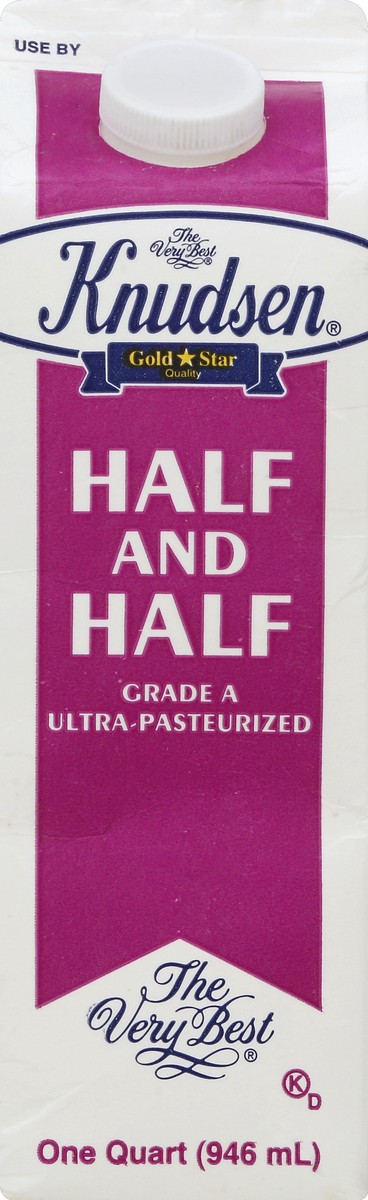 USE BY
The
Very Best®
Knudsen®
Gold ★ Star
Quality
HALF
AND
HALF
GRADE A
ULTRA-PASTEURIZED
The
Very Best®
K
D
One Quart (946 mL)